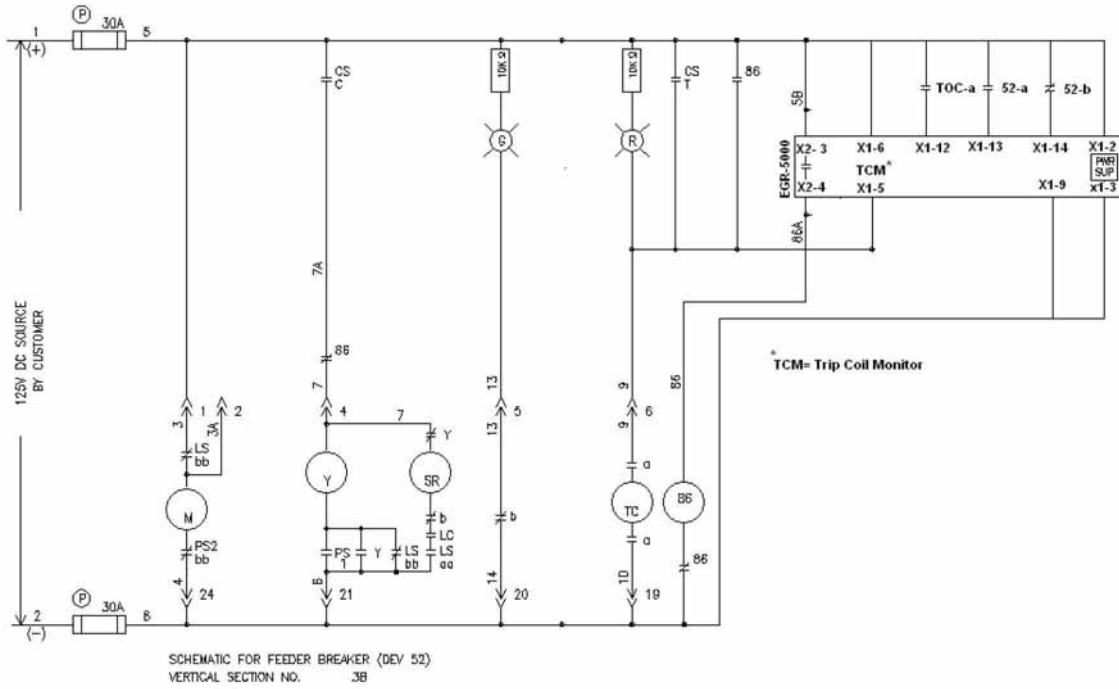 P
30A
1
(+)
5
CS
C
10K Ω
10K Ω
CS
T
86
TOC-a
52-a
52-b
5B
G
R
EGR-5000
X2- 3
X1-6
X1-12
X1-13
X1-14
X1-2
TCM*
PWR
SUP
X2-4
X1-5
X1-9
x1-3
86A
7A
125V DC SOURCE
BY CUSTOMER
86
*TCM= Trip Coil Monitor
7
13
9
86
3
1
3A
2
4
7
13
5
9
6
LS
bb
Y
a
M
Y
SR
TC
86
b
LC
LS
aa
b
PS2
bb
PS
1
Y
LS
bb
a
86
4
24
6
21
14
20
10
19
P
30A
2
(-)
8
SCHEMATIC FOR FEEDER BREAKER (DEV 52)
VERTICAL SECTION NO. 3B